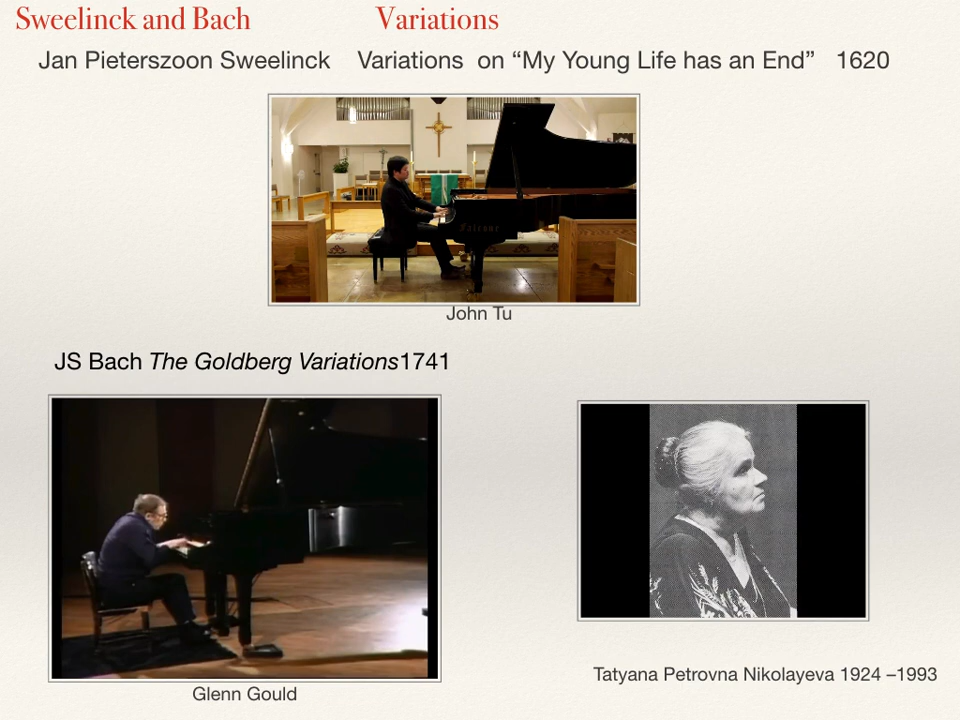 Sweelinck and Bach Variations
Jan Pieterszoon Sweelinck Variations on “My Young Life has an End” 1620
John Tu
JS Bach The Goldberg Variations1741
Glenn Gould
Tatyana Petrovna Nikolayeva 1924 –1993